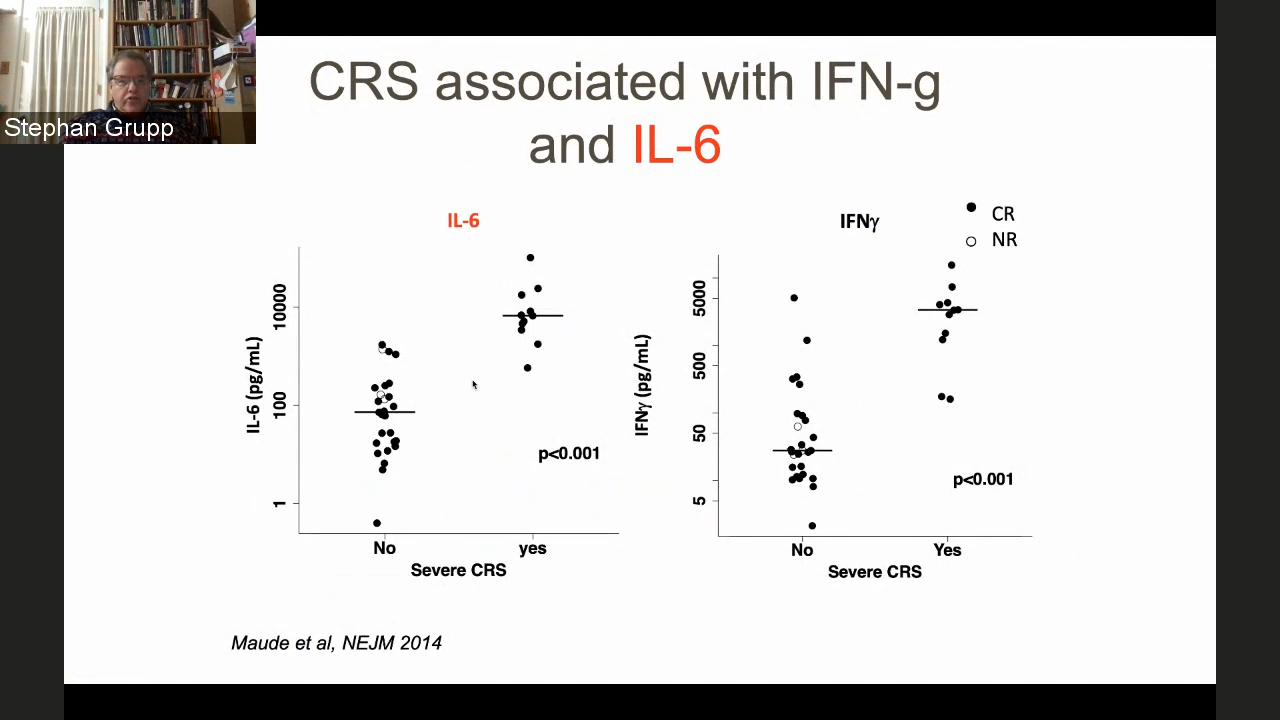 Stephan Grupp
CRS associated with IFN-g
and IL-6
IL-6
10000
100
1
IL-6 (pg/mL)
p<0.001
No
yes
Severe CRS
IFNγ
CR
NR
5000
500
50
5
IFNγ (pg/mL)
p<0.001
No
Yes
Severe CRS
Maude et al, NEJM 2014